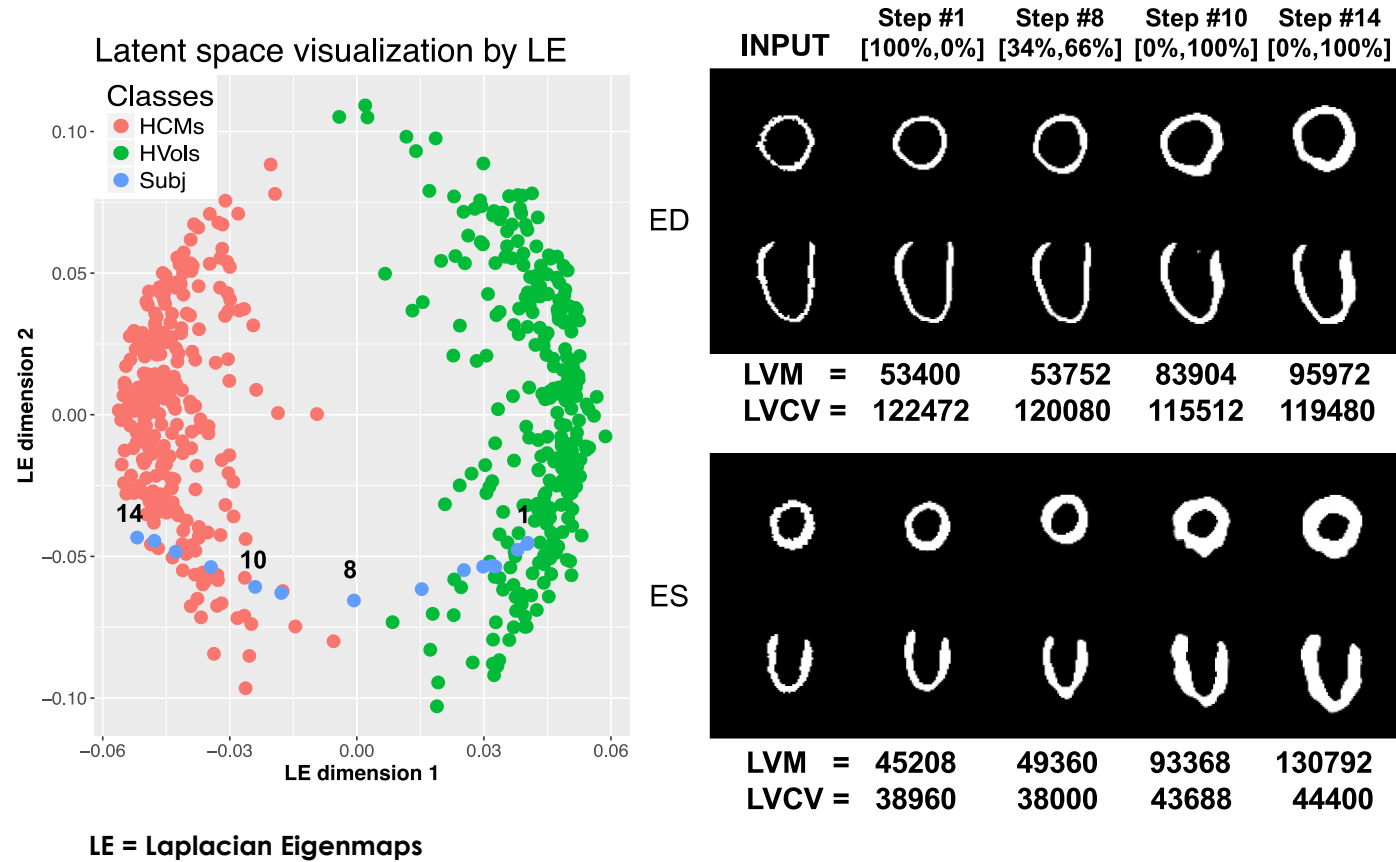 Latent space visualization by LE
Classes
HCMs
HVols
Subj
0.10
0.05
0.00
−0.05
−0.10
LE dimension 2
14
10
8
1
−0.06
−0.03
0.00
0.03
0.06
LE dimension 1
LE = Laplacian Eigenmaps
INPUT
Step #1 Step #8 Step #10 Step #14
[100%,0%] [34%,66%] [0%,100%] [0%,100%]
ED
LVM = 53400 53752 83904 95972
LVCV = 122472 120080 115512 119480
ES
LVM = 45208 49360 93368 130792
LVCV = 38960 38000 43688 44400